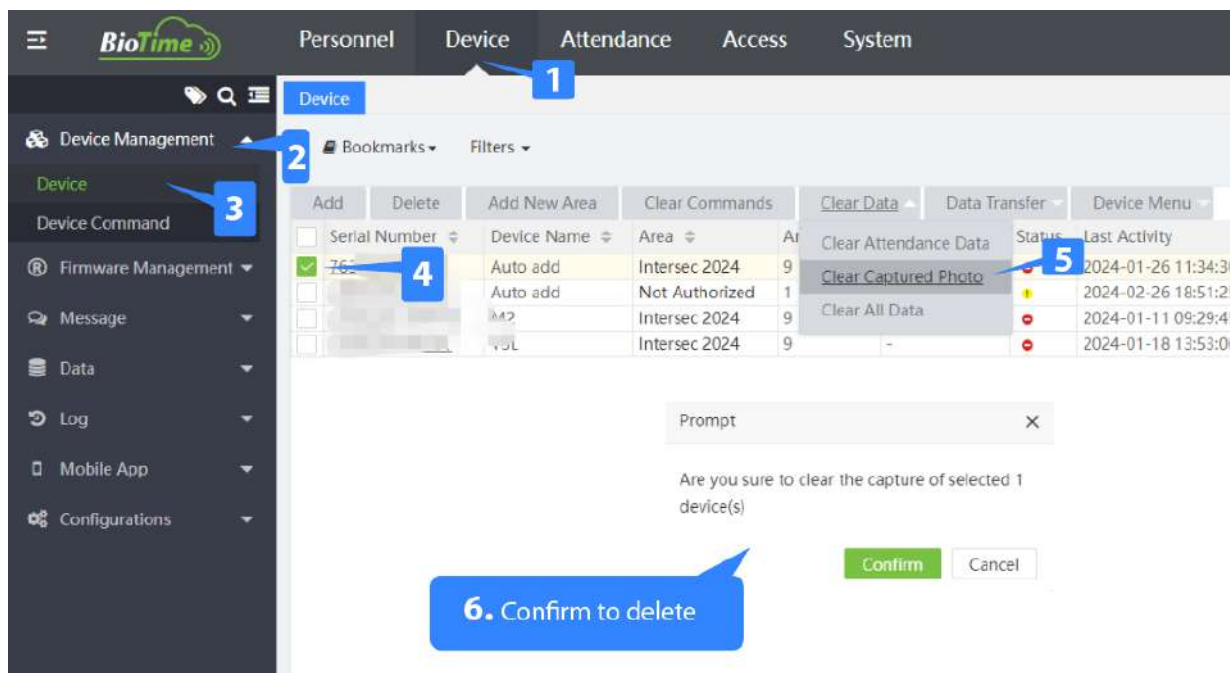 BioTime
Personnel Device Attendance Access System
1
Device
Device Management
2
Bookmarks Filters
Device
3
Add Delete Add New Area Clear Commands Clear Data Data Transfer Device Menu
Device Command
Serial Number Device Name Area Ar Clear Attendance Data Status Last Activity
Firmware Management
763 4 Auto add Intersec 2024 9 Clear Captured Photo 5 2024-01-26 11:34:3
Auto add Not Authorized 1 Clear All Data 2024-02-26 18:51:2
Message
Intersec 2024 9 2024-01-11 09:29:4
Intersec 2024 9 - 2024-01-18 13:53:0
Data
Log
Prompt
Mobile App
Are you sure to clear the capture of selected 1
device(s)
Configurations
Confirm Cancel
6. Confirm to delete